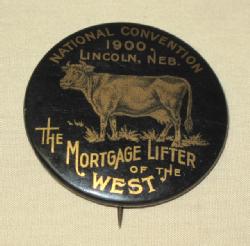 NATIONAL CONVENTION
1900,
LINCOLN, NEB.
THE
MORTGAGE LIFTER
OF THE
WEST